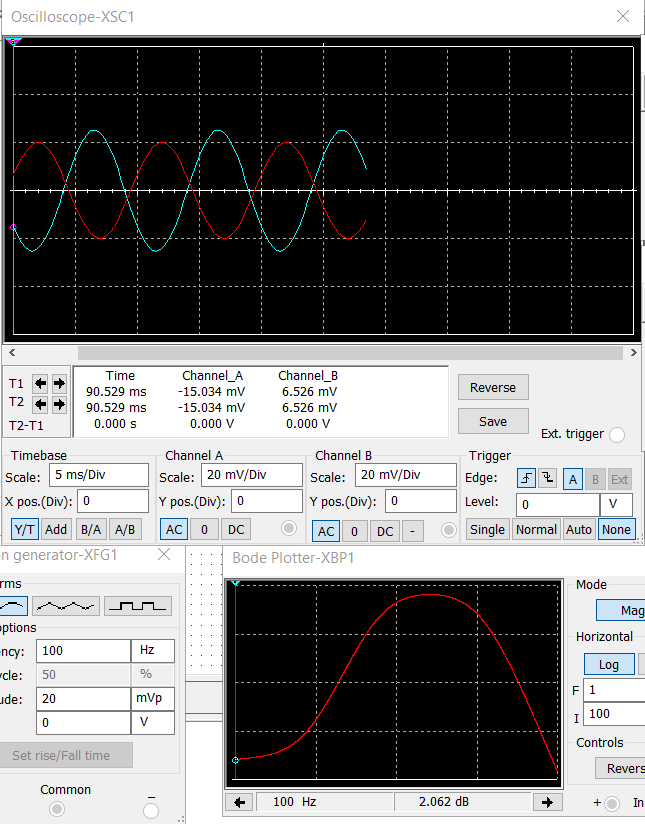 Oscilloscope-XSC1
Time Channel_A Channel_B
T1 90.529 ms -15.034 mV 6.526 mV
T2 90.529 ms -15.034 mV 6.526 mV
T2-T1 0.000 s 0.000 V 0.000 V
Reverse
Save
Ext. trigger
Timebase Channel A Channel B Trigger
Scale: 5 ms/Div Scale: 20 mV/Div Scale: 20 mV/Div Edge: A B Ext
X pos.(Div): 0 Y pos.(Div): 0 Y pos.(Div): 0 Level: 0 V
Y/T Add B/A A/B AC 0 DC AC 0 DC - Single Normal Auto None
on generator-XFG1
rms
options
ency: 100 Hz
ycle: 50 %
ude: 20 mVp
0 V
Set rise/Fall time
Common
–
Bode Plotter-XBP1
Mode
Mag
Horizontal
Log
F 1
I 100
Controls
Revers
+ In
100 Hz 2.062 dB